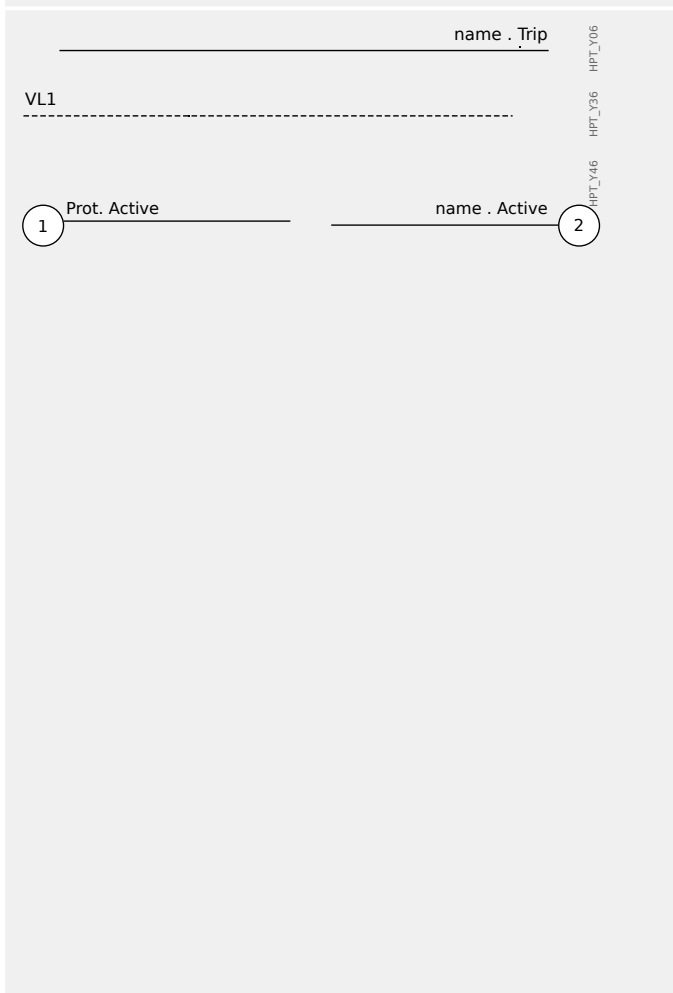 name . Trip
HPT_Y06
VL1
HPT_Y36
HPT_Y46
Prot. Active
name . Active
1
2